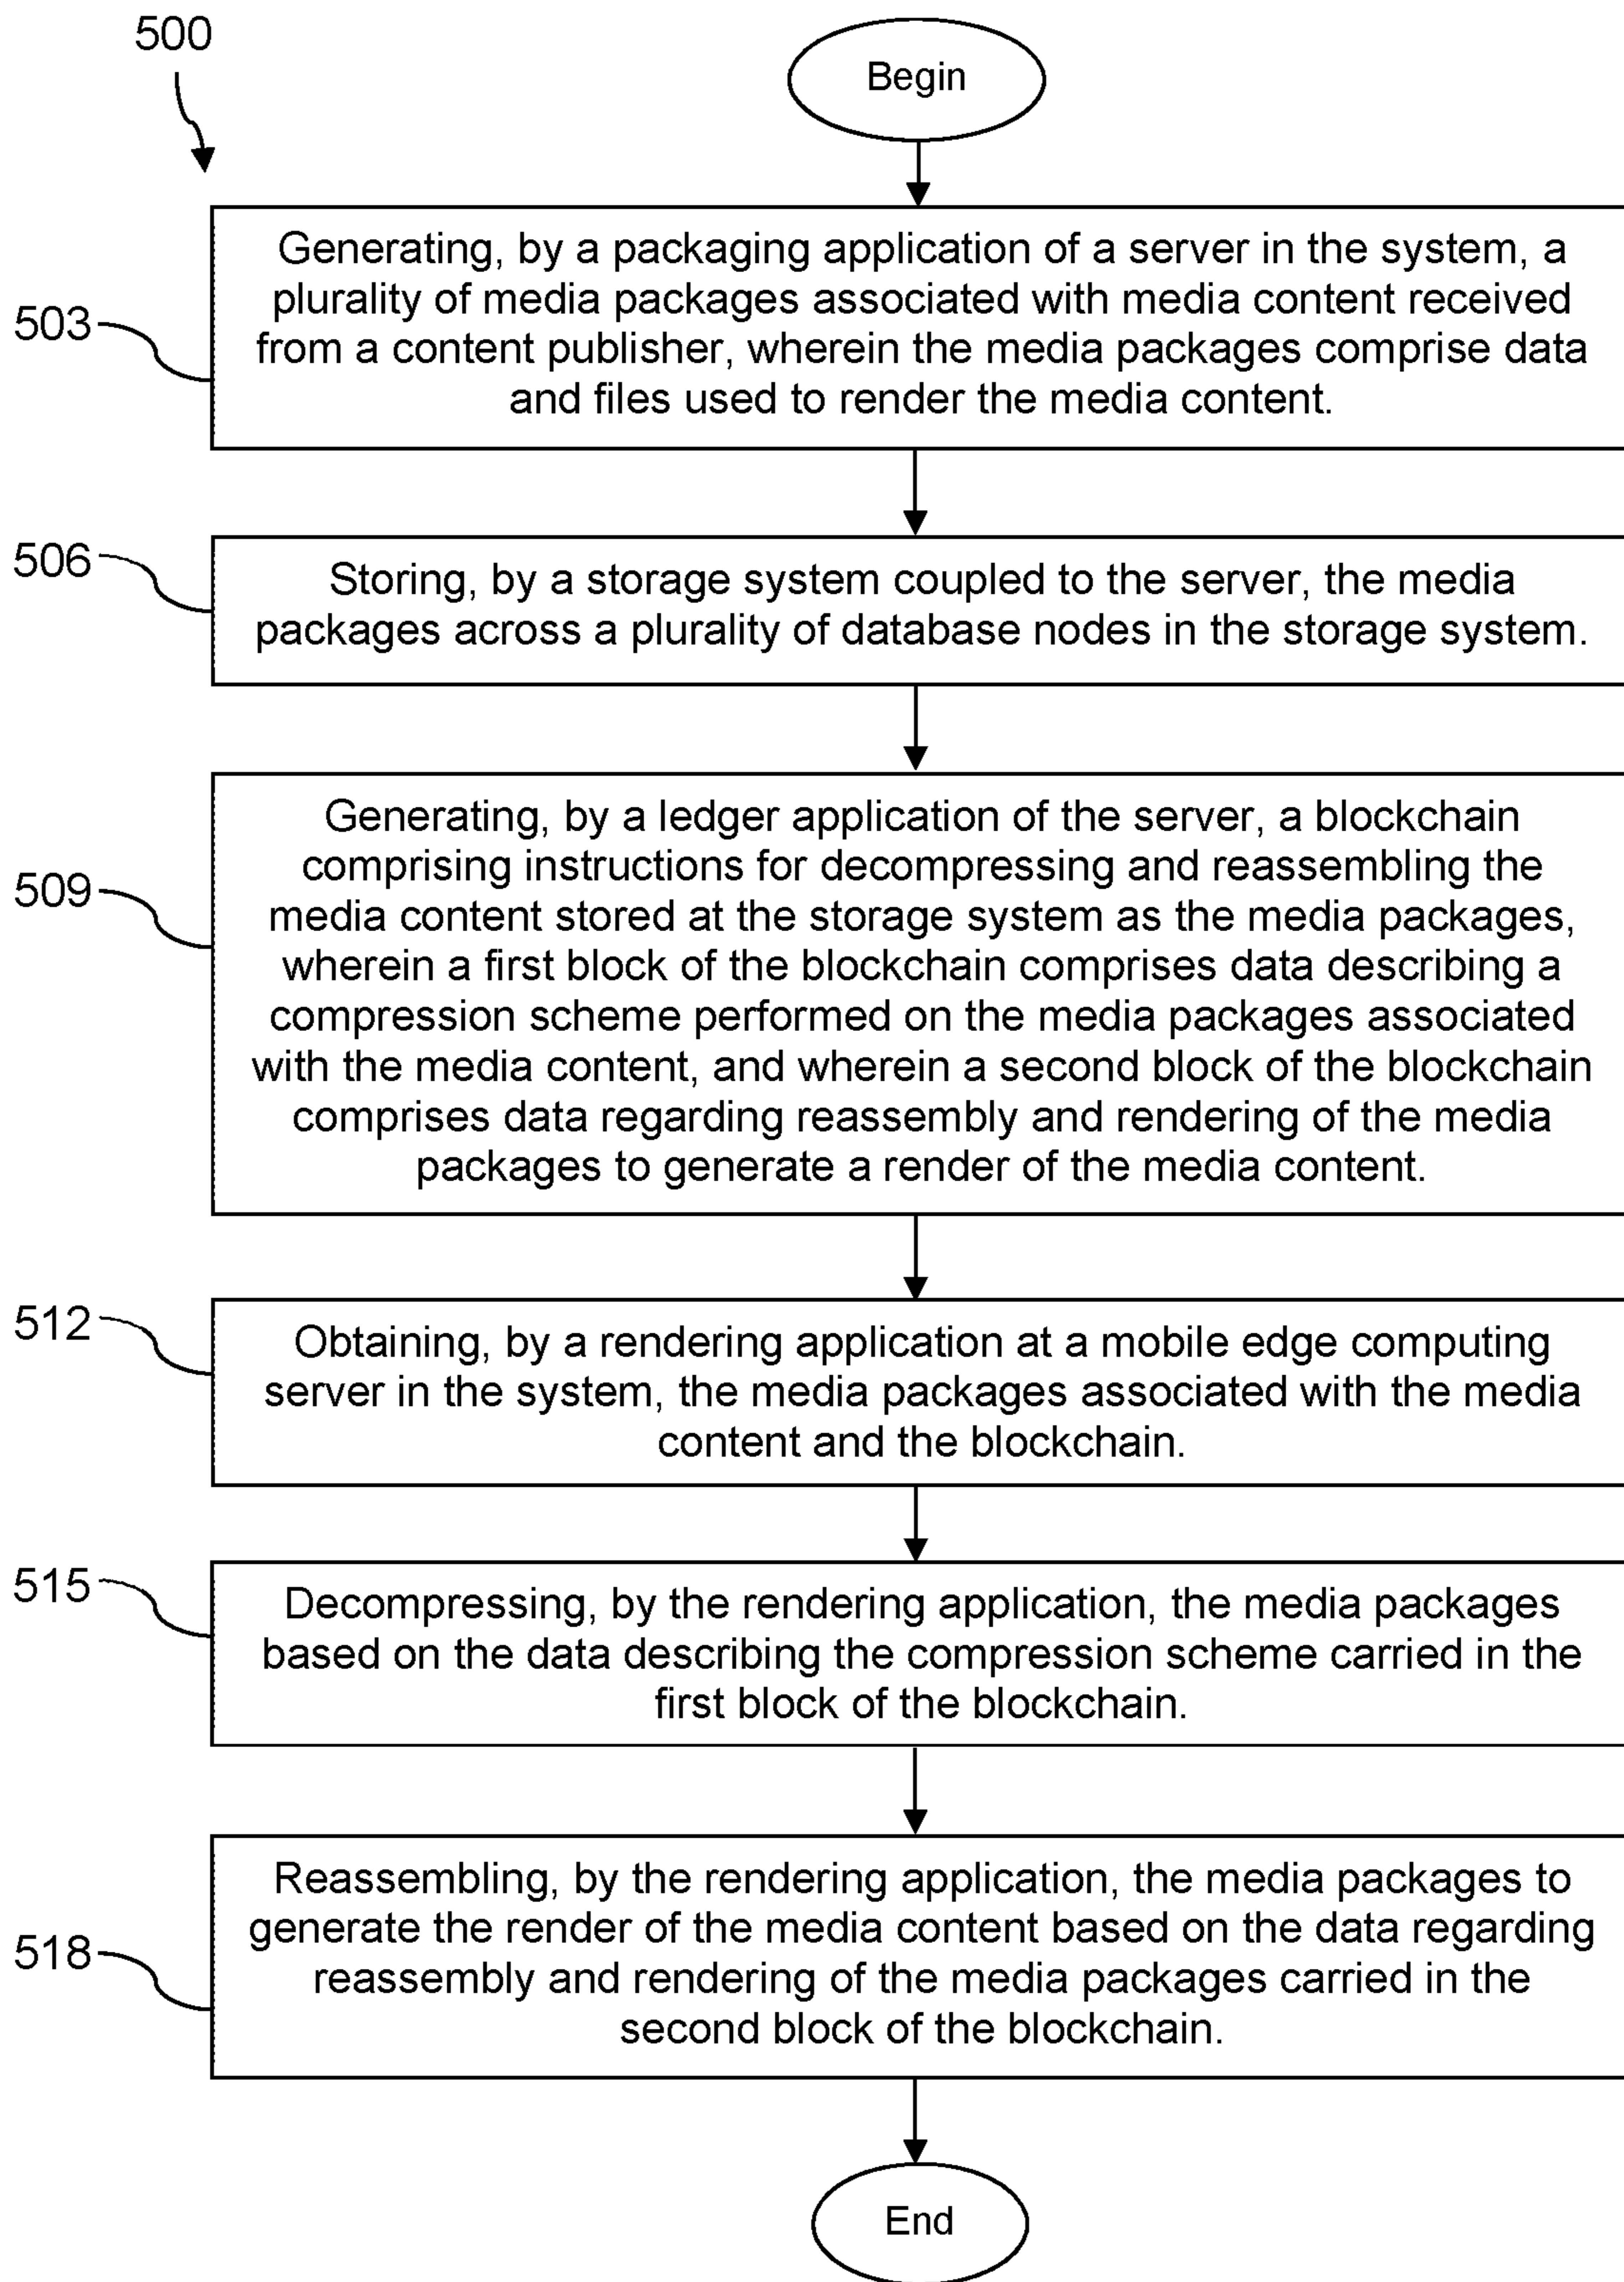 500
Begin
503
Generating, by a packaging application of a server in the system, a
plurality of media packages associated with media content received
from a content publisher, wherein the media packages comprise data
and files used to render the media content.
506
Storing, by a storage system coupled to the server, the media
packages across a plurality of database nodes in the storage system.
509
Generating, by a ledger application of the server, a blockchain
comprising instructions for decompressing and reassembling the
media content stored at the storage system as the media packages,
wherein a first block of the blockchain comprises data describing a
compression scheme performed on the media packages associated
with the media content, and wherein a second block of the blockchain
comprises data regarding reassembly and rendering of the media
packages to generate a render of the media content.
512
Obtaining, by a rendering application at a mobile edge computing
server in the system, the media packages associated with the media
content and the blockchain.
515
Decompressing, by the rendering application, the media packages
based on the data describing the compression scheme carried in the
first block of the blockchain.
518
Reassembling, by the rendering application, the media packages to
generate the render of the media content based on the data regarding
reassembly and rendering of the media packages carried in the
second block of the blockchain.
End